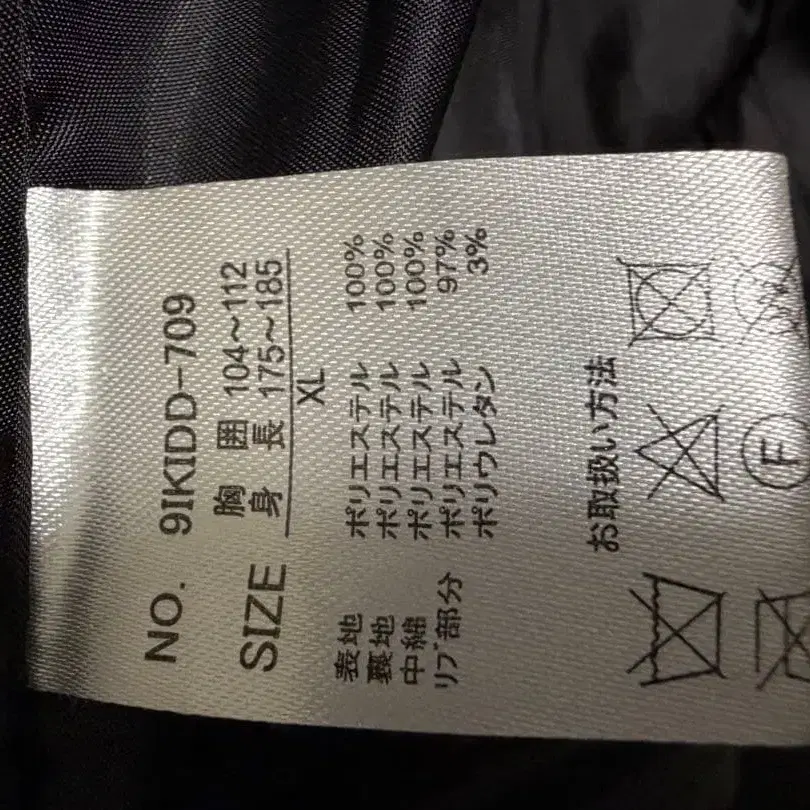 NO. 9IKIDD-709
SIZE 胸囲 104~112
身長 175~185
XL
表地 ポリエステル 100%
裏地 ポリエステル 100%
中綿 ポリエステル 100%
リブ部分 ポリエステル 97%
ポリウレタン 3%
お取扱い方法
F